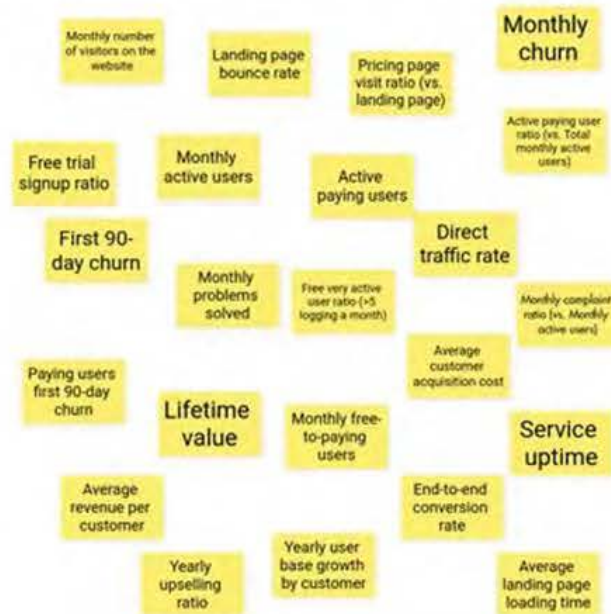 Monthly number
of visitors on the
website
Landing page
bounce rate
Pricing page
visit ratio (vs.
landing page)
Monthly
churn
Free trial
signup ratio
Monthly
active users
Active
paying users
Active paying user
ratio (vs. Total
monthly active
users)
First 90-
day churn
Direct
traffic rate
Monthly
problems
solved
Free very active
user ratio (>5
logging a month)
Monthly complaint
ratio (vs. Monthly
active users)
Paying users
first 90-day
churn
Average
customer
acquisition cost
Lifetime
value
Monthly free-
to-paying
users
Service
uptime
Average
revenue per
customer
End-to-end
conversion
rate
Yearly
upselling
ratio
Yearly user
base growth
by customer
Average
landing page
loading time